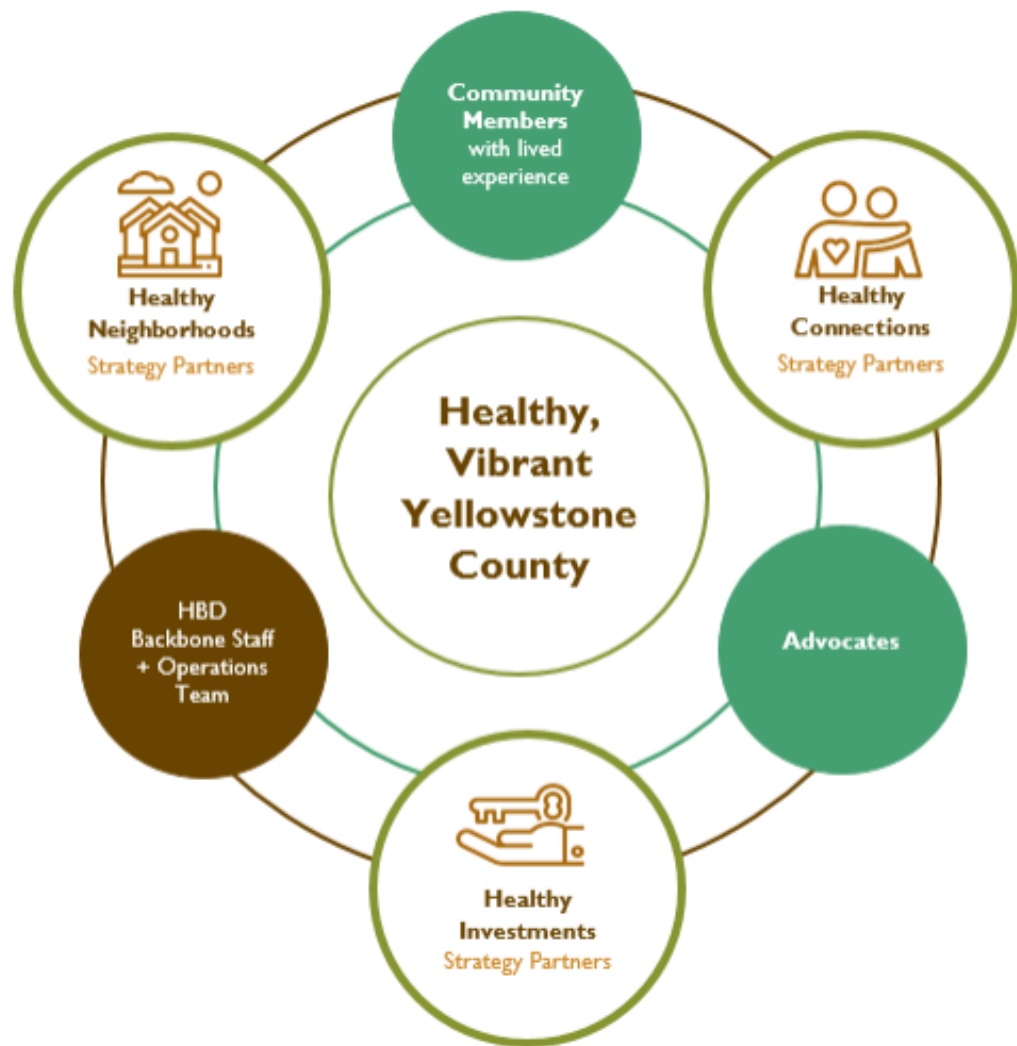 Community
Members
with lived
experience
Healthy
Neighborhoods
Strategy Partners
Healthy
Connections
Strategy Partners
Healthy,
Vibrant
Yellowstone
County
HBD
Backbone Staff
+ Operations
Team
Advocates
Healthy
Investments
Strategy Partners